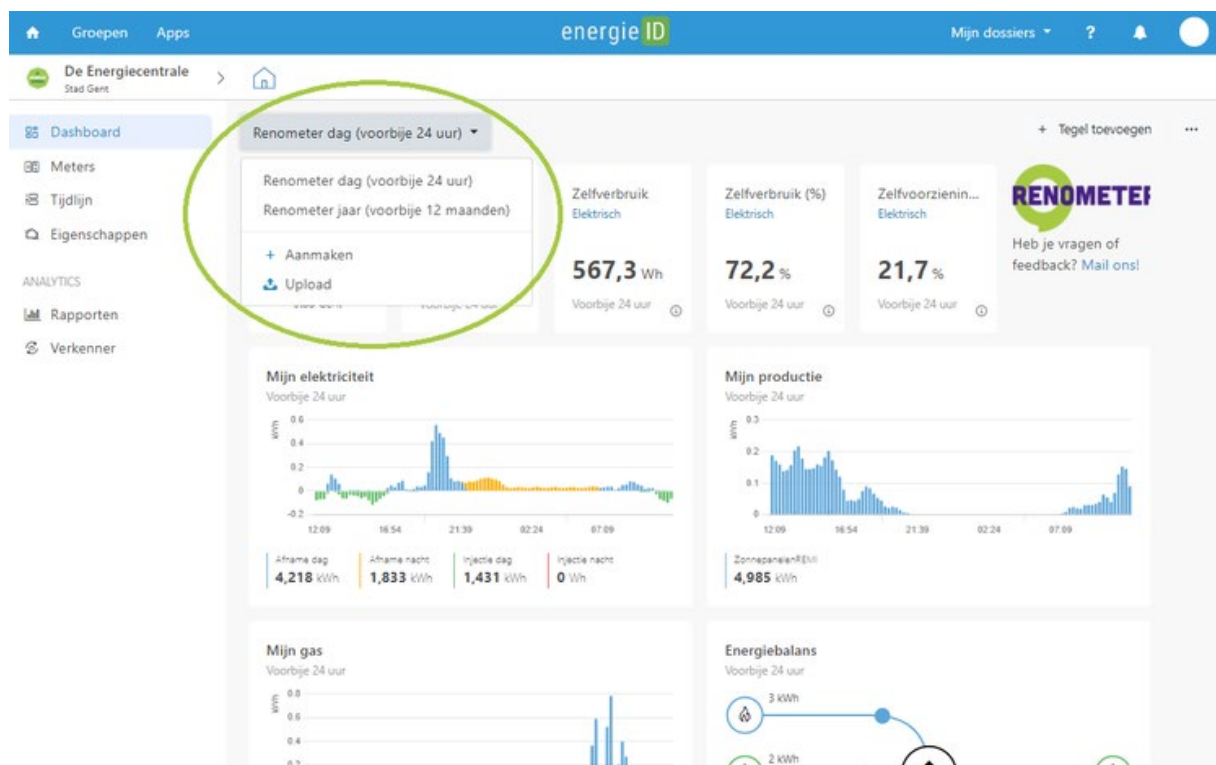 Groepen Apps energieID Mijn dossiers ?
De Energiecentrale
Stad Gent
Dashboard
Meters
Tijdlijn
Eigenschappen
ANALYTICS
Rapporten
Verkenner
Renometer dag (voorbije 24 uur)
+ Tegel toevoegen ...
Renometer dag (voorbije 24 uur)
Renometer jaar (voorbije 12 maanden)
+ Aanmaken
Upload
Zelfverbruik
Elektrisch
567,3 Wh
Voorbije 24 uur
Zelfverbruik (%)
Elektrisch
72,2 %
Voorbije 24 uur
Zelfvoorzienin...
Elektrisch
21,7 %
Voorbije 24 uur
RENOMETER
Heb je vragen of
feedback? Mail ons!
Mijn elektriciteit
Voorbije 24 uur
kWh
0.6
0.4
0.2
0
-0.2
12:09 16:54 21:39 02:24 07:09
Afname dag Afname nacht Injectie dag Injectie nacht
4,218 kWh 1,833 kWh 1,431 kWh 0 Wh
Mijn productie
Voorbije 24 uur
kWh
0.3
0.2
0.1
0
12:09 16:54 21:39 02:24 07:09
ZonnepanelenREMI
4,985 kWh
Mijn gas
Voorbije 24 uur
kWh
0.8
0.6
0.4
0.2
Energiebalans
Voorbije 24 uur
3 kWh
2 kWh